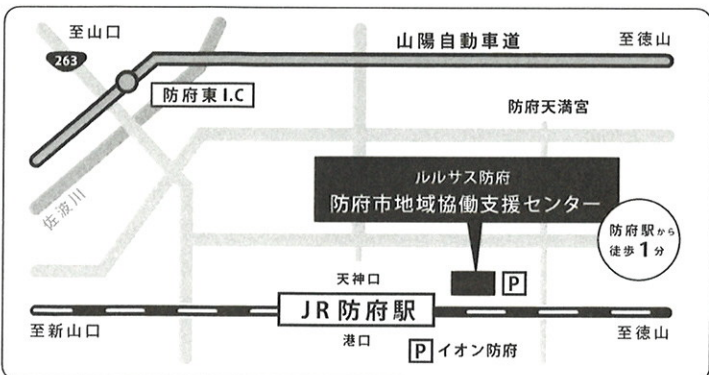 至山口
山陽自動車道
至徳山
263
防府東I.C
防府天満宮
ルルサス防府
防府市地域協働支援センター
佐波川
防府駅から
徒歩1分
天神口
P
JR防府駅
至新山口
至徳山
港口
P イオン防府